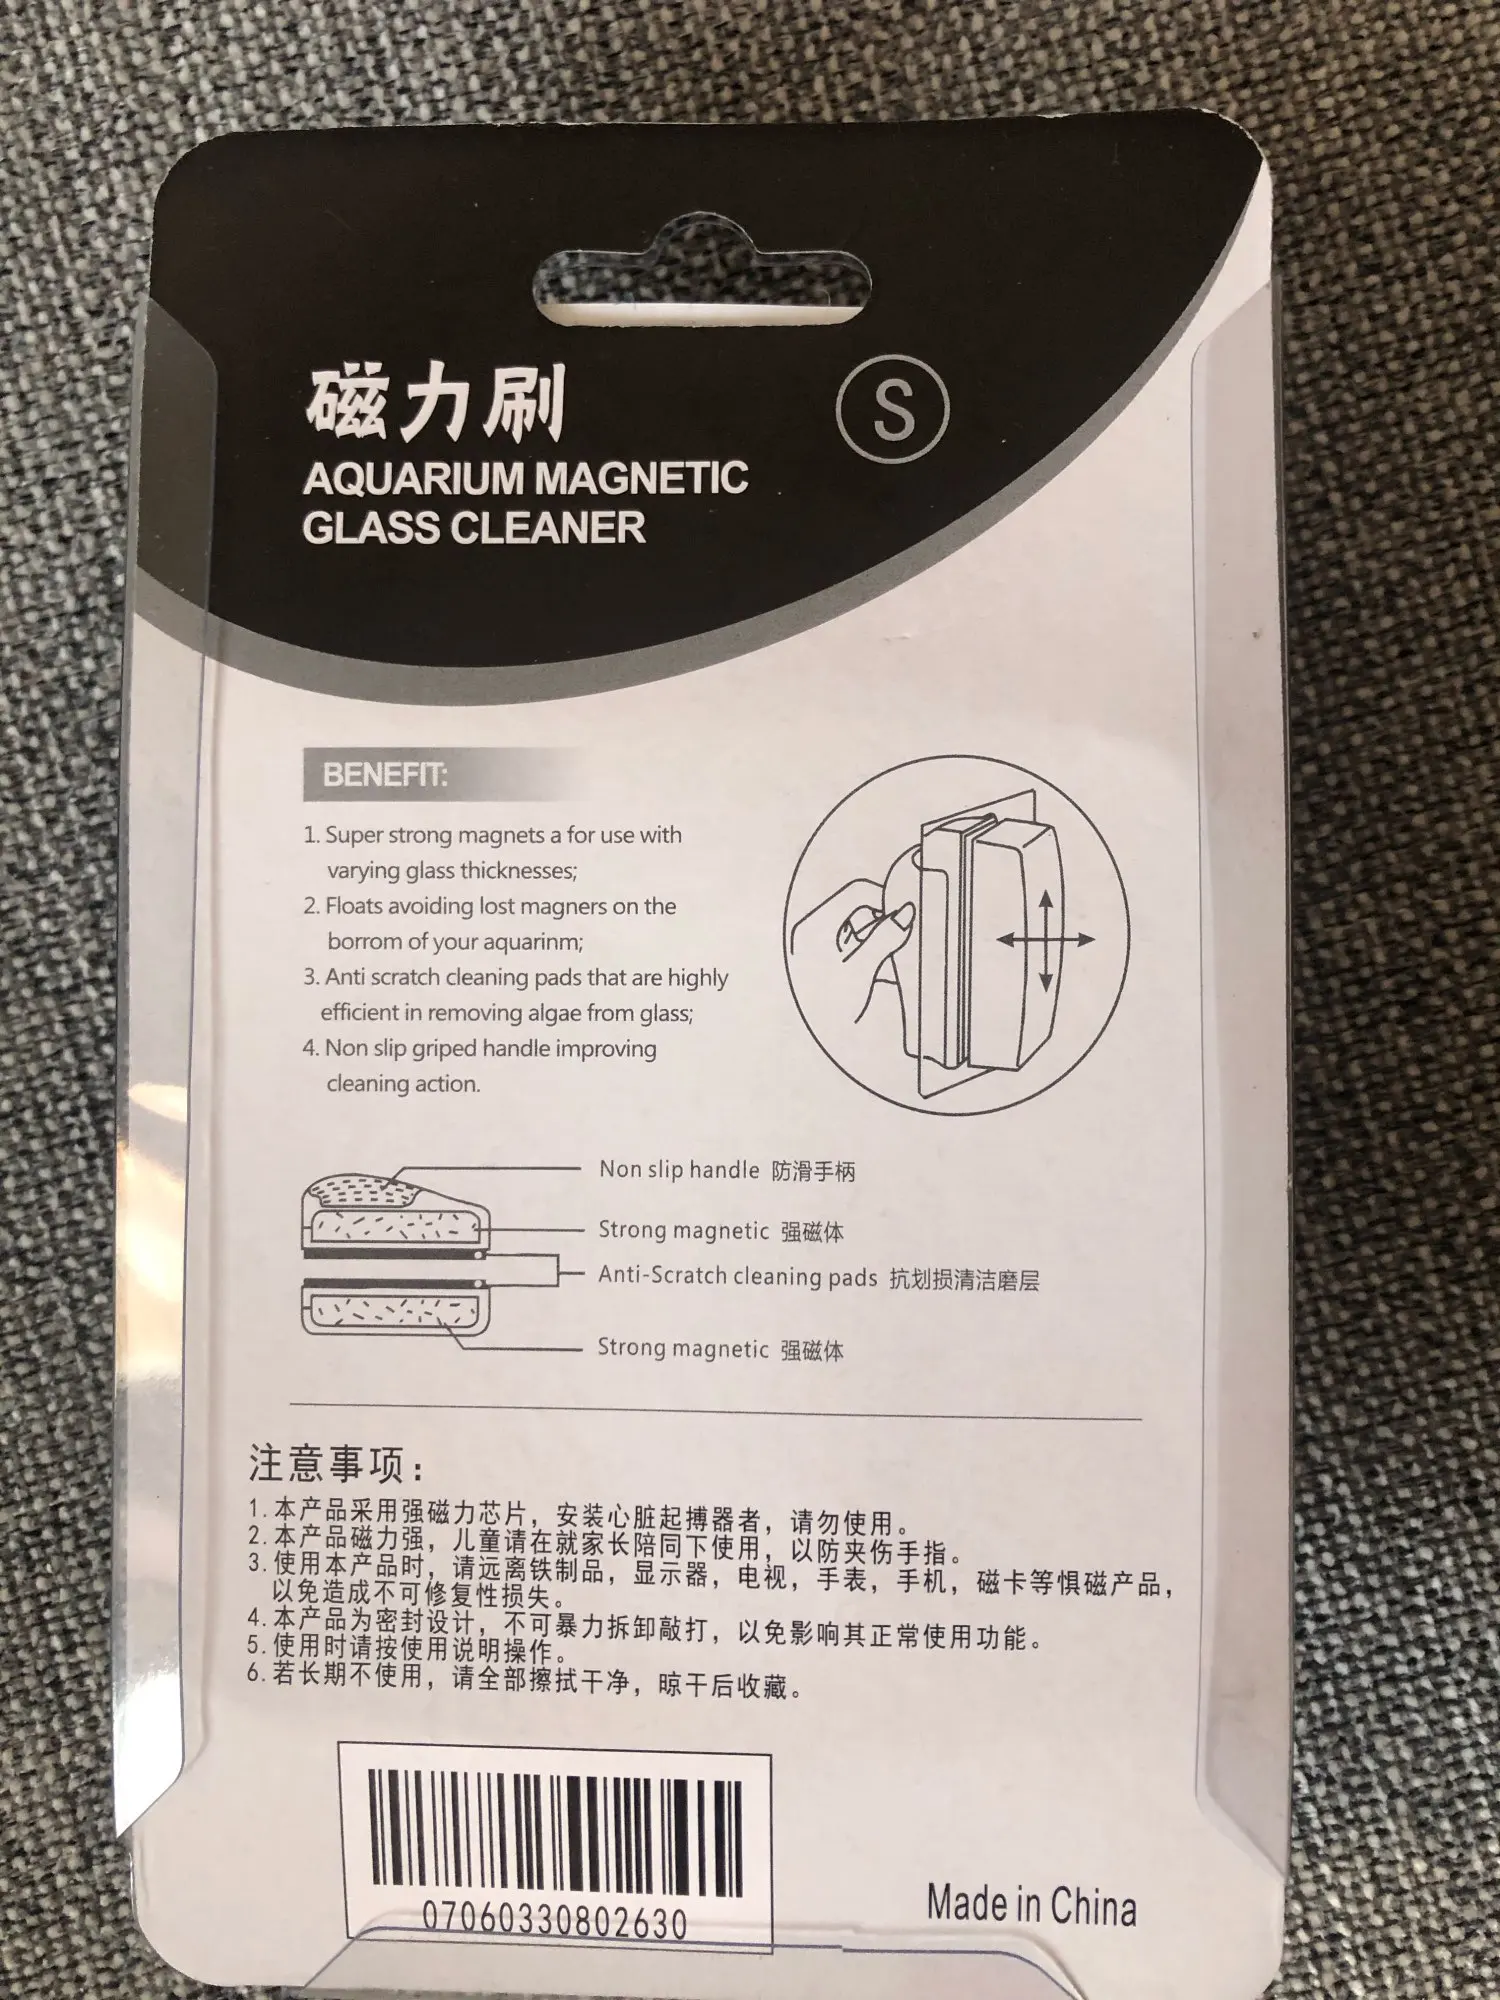 磁力刷
S
AQUARIUM MAGNETIC
GLASS CLEANER
BENEFIT:
1. Super strong magnets a for use with
varying glass thicknesses;
2. Floats avoiding lost magners on the
borrom of your aquarinm;
3. Anti scratch cleaning pads that are highly
efficient in removing algae from glass;
4. Non slip griped handle improving
cleaning action.
Non slip handle 防滑手柄
Strong magnetic 强磁体
Anti-Scratch cleaning pads 抗划损清洁磨层
Strong magnetic 强磁体
注意事项：
1.本产品采用强磁力芯片，安装心脏起搏器者，请勿使用。
2.本产品磁力强，儿童请在就家长陪同下使用，以防夹伤手指。
3.使用本产品时，请远离铁制品，显示器，电视，手表，手机，磁卡等惧磁产品，
以免造成不可修复性损失。
4.本产品为密封设计，不可暴力拆卸敲打，以免影响其正常使用功能。
5.使用时请按使用说明操作。
6.若长期不使用，请全部擦拭干净，晾干后收藏。
07060330802630
Made in China